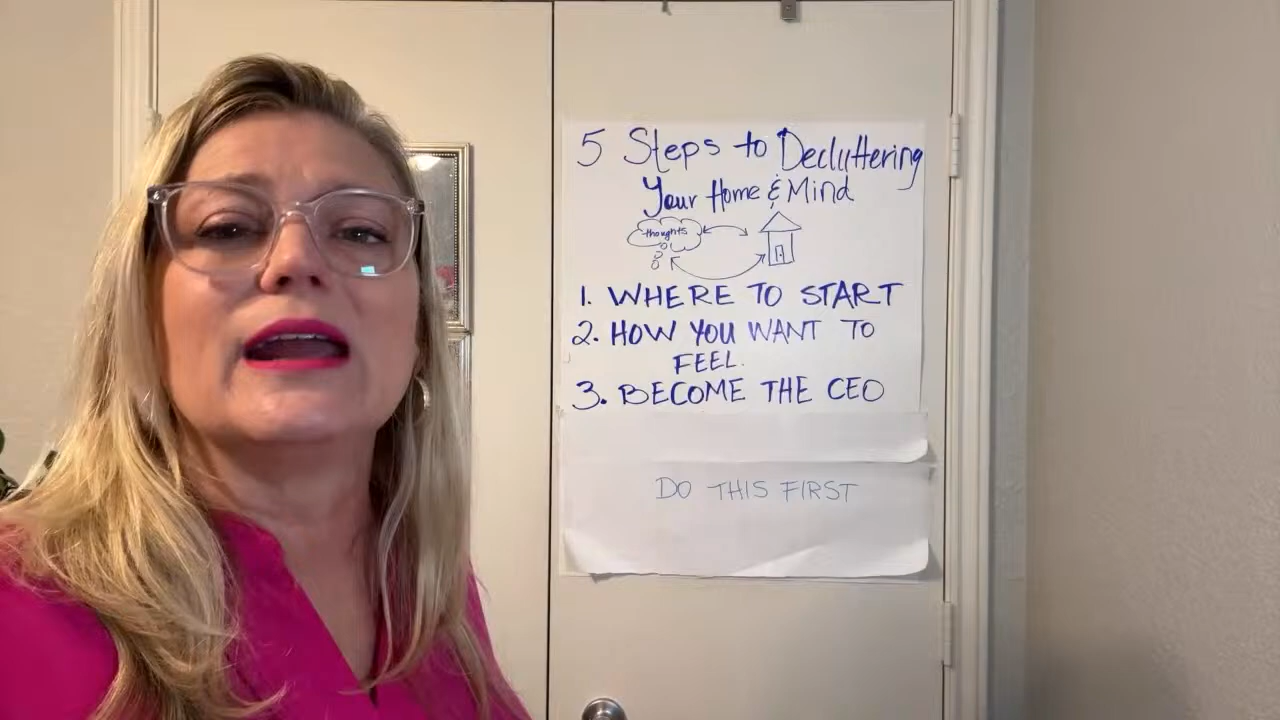 5 Steps to Decluttering
Your Home & Mind
thoughts
1. WHERE TO START
2. HOW YOU WANT TO
FEEL.
3. BECOME THE CEO
DO THIS FIRST